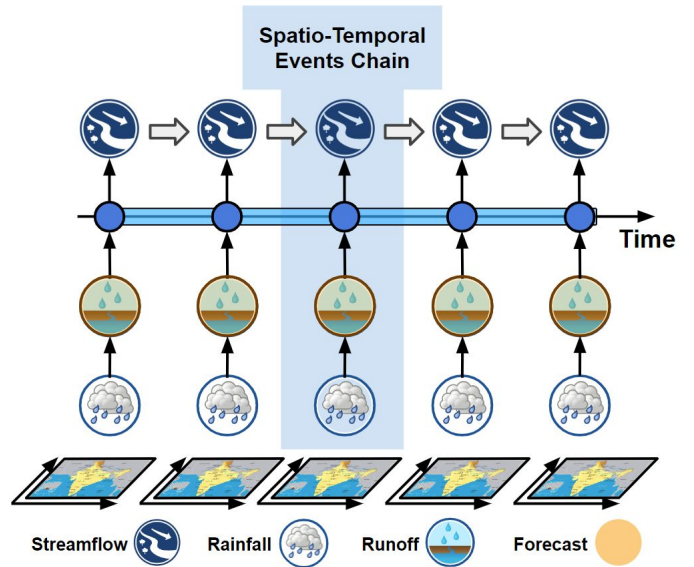 Spatio-Temporal
Events Chain
Time
Streamflow
Rainfall
Runoff
Forecast